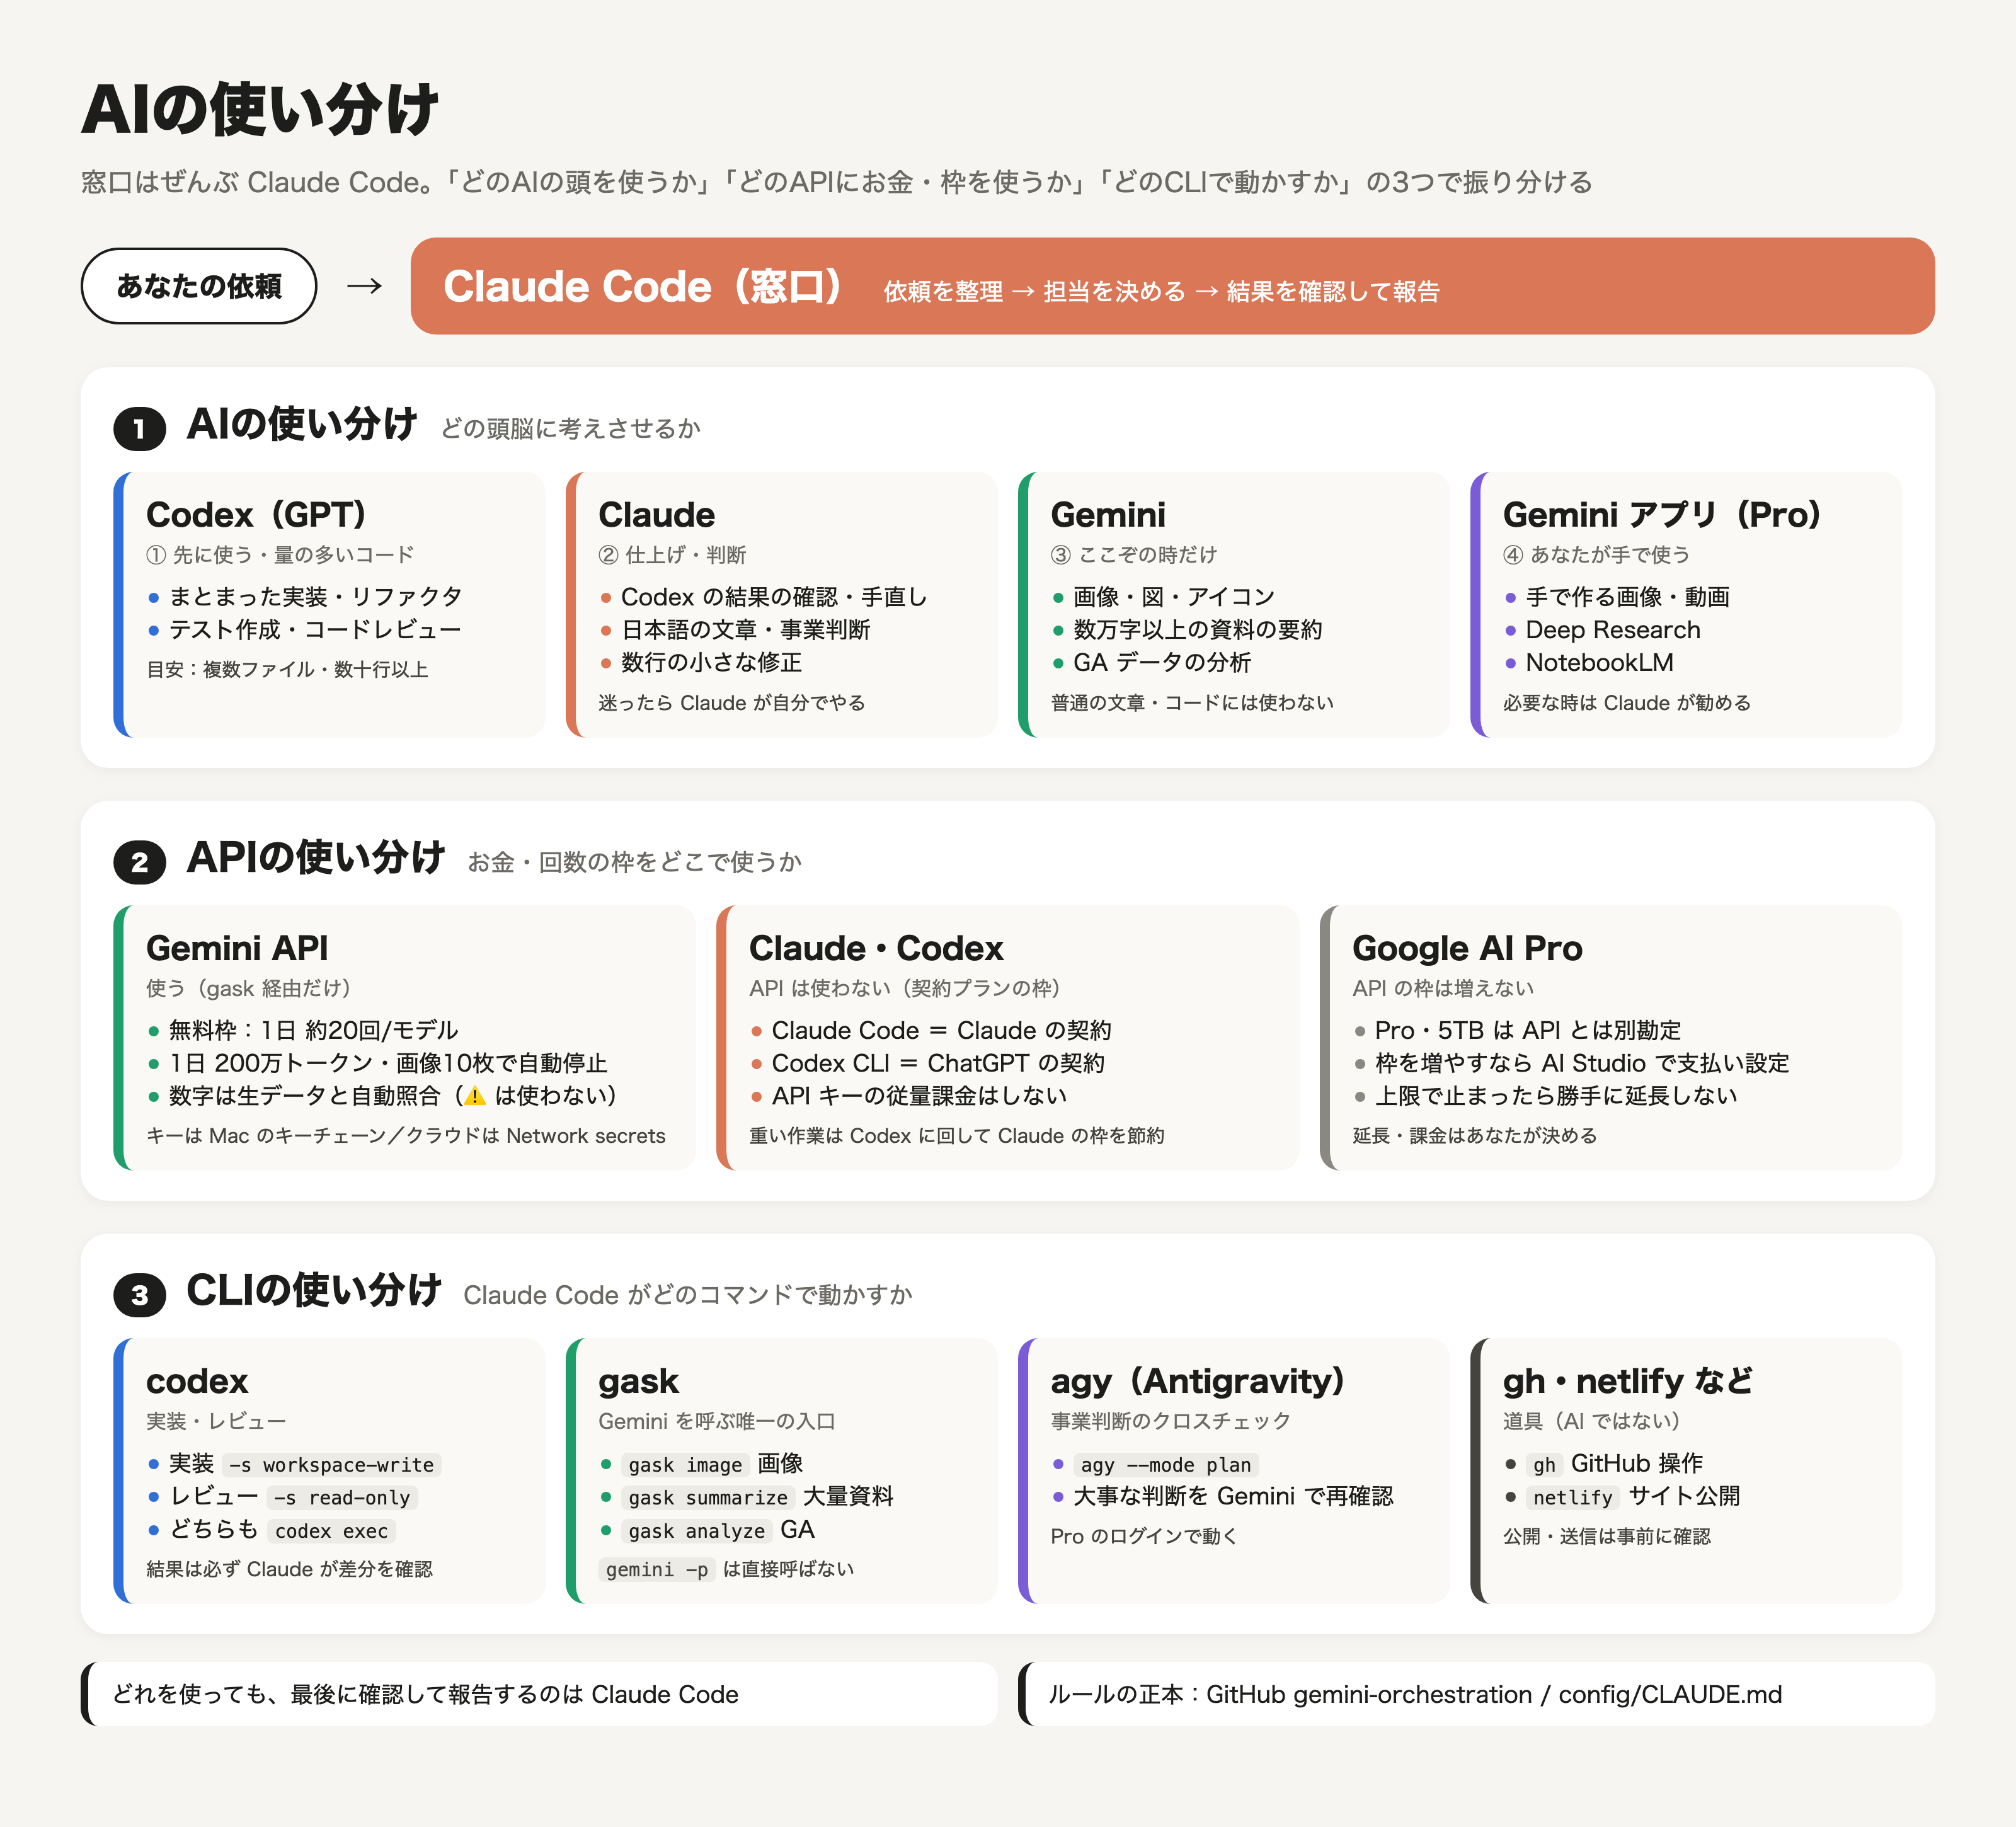 AIの使い分け
窓口はぜんぶ Claude Code。「どのAIの頭を使うか」「どのAPIにお金・枠を使うか」「どのCLIで動かすか」の3つで振り分ける
あなたの依頼
→
Claude Code（窓口） 依頼を整理 → 担当を決める → 結果を確認して報告
1 AIの使い分け どの頭脳に考えさせるか
Codex（GPT）
① 先に使う・量の多いコード
• まとまった実装・リファクタ
• テスト作成・コードレビュー
目安：複数ファイル・数十行以上
Claude
② 仕上げ・判断
• Codex の結果の確認・手直し
• 日本語の文章・事業判断
• 数行の小さな修正
迷ったら Claude が自分でやる
Gemini
③ ここぞの時だけ
• 画像・図・アイコン
• 数万字以上の資料の要約
• GA データの分析
普通の文章・コードには使わない
Gemini アプリ（Pro）
④ あなたが手で使う
• 手で作る画像・動画
• Deep Research
• NotebookLM
必要な時は Claude が勧める
2 APIの使い分け お金・回数の枠をどこで使うか
Gemini API
使う（gask 経由だけ）
• 無料枠：1日 約20回/モデル
• 1日 200万トークン・画像10枚で自動停止
• 数字は生データと自動照合（⚠️ は使わない）
キーは Mac のキーチェーン／クラウドは Network secrets
Claude・Codex
API は使わない（契約プランの枠）
• Claude Code ＝ Claude の契約
• Codex CLI ＝ ChatGPT の契約
• API キーの従量課金はしない
重い作業は Codex に回して Claude の枠を節約
Google AI Pro
API の枠は増えない
• Pro・5TB は API とは別勘定
• 枠を増やすなら AI Studio で支払い設定
• 上限で止まったら勝手に延長しない
延長・課金はあなたが決める
3 CLIの使い分け Claude Code がどのコマンドで動かすか
codex
実装・レビュー
• 実装 -s workspace-write
• レビュー -s read-only
• どちらも codex exec
結果は必ず Claude が差分を確認
gask
Gemini を呼ぶ唯一の入口
• gask image 画像
• gask summarize 大量資料
• gask analyze GA
gemini -p は直接呼ばない
agy（Antigravity）
事業判断のクロスチェック
• agy --mode plan
• 大事な判断を Gemini で再確認
Pro のログインで動く
gh・netlify など
道具（AI ではない）
• gh GitHub 操作
• netlify サイト公開
公開・送信は事前に確認
どれを使っても、最後に確認して報告するのは Claude Code
ルールの正本：GitHub gemini-orchestration / config/CLAUDE.md